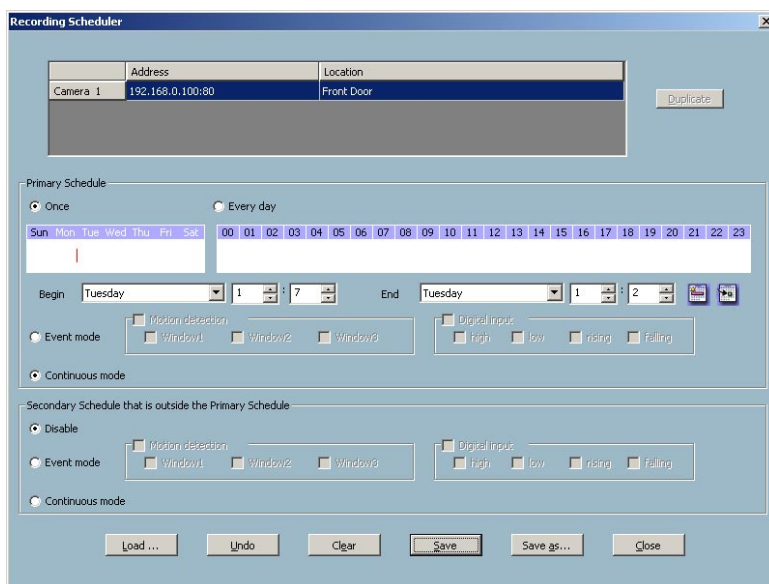 Recording Scheduler
Address Location
Camera 1 192.168.0.100:80 Front Door
Duplicate
Primary Schedule
Once Every day
Sun Mon Tue Wed Thu Fri Sat 00 01 02 03 04 05 06 07 08 09 10 11 12 13 14 15 16 17 18 19 20 21 22 23
Begin Tuesday 1 : 7 End Tuesday 1 : 2
Motion detection Digital input
Event mode Window1 Window2 Window3 high low rising falling
Continuous mode
Secondary Schedule that is outside the Primary Schedule
Disable
Motion detection Digital input
Event mode Window1 Window2 Window3 high low rising falling
Continuous mode
Load ... Undo Clear Save Save as... Close